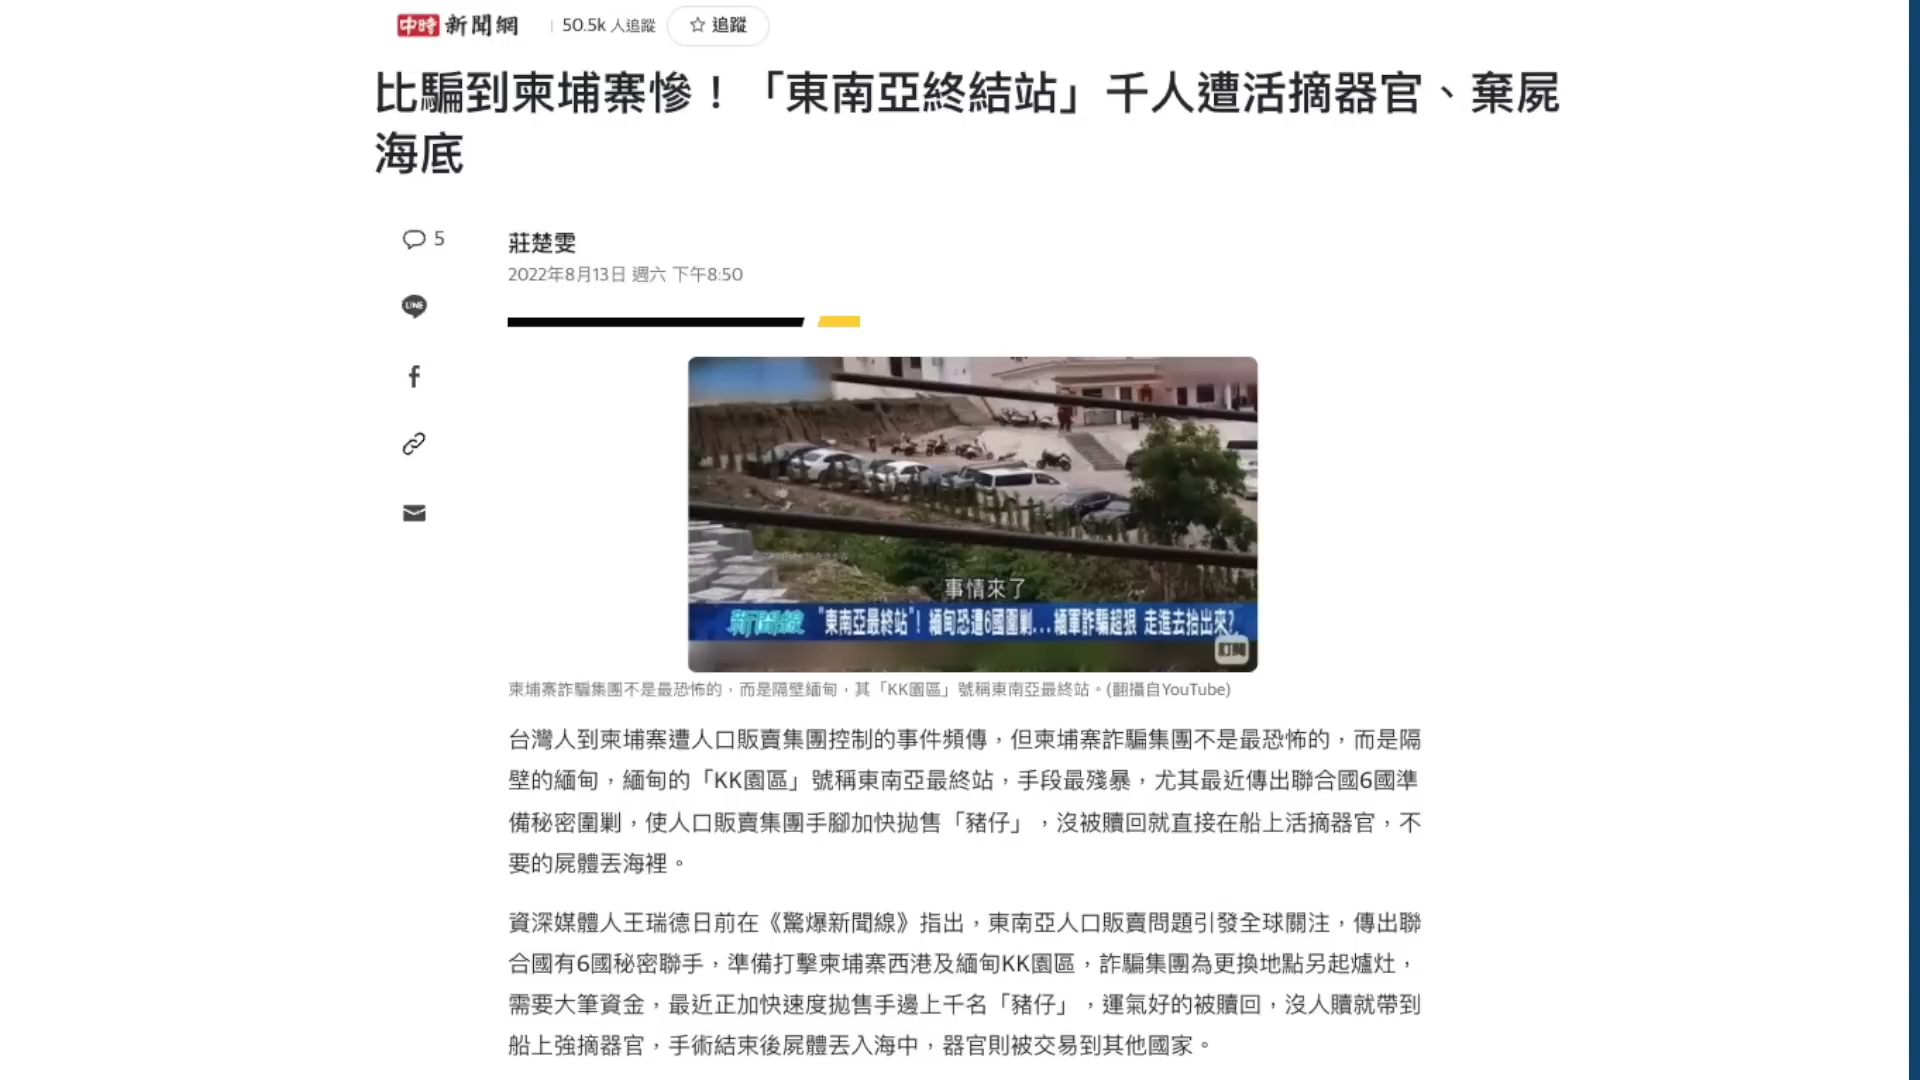 中時新聞網 | 50.5k 人追蹤 ☆ 追蹤
比騙到柬埔寨慘！「東南亞終結站」千人遭活摘器官、棄屍
海底
5
莊楚雯
2022年8月13日 週六 下午8:50
LINE
事情來了
新聞線 "東南亞最終站"！緬甸恐遭6國圍剿...緬軍詐騙超狠 走進去抬出來？
訂閱
柬埔寨詐騙集團不是最恐怖的，而是隔壁緬甸，其「KK園區」號稱東南亞最終站。(翻攝自YouTube)
台灣人到柬埔寨遭人口販賣集團控制的事件頻傳，但柬埔寨詐騙集團不是最恐怖的，而是隔
壁的緬甸，緬甸的「KK園區」號稱東南亞最終站，手段最殘暴，尤其最近傳出聯合國6國準
備秘密圍剿，使人口販賣集團手腳加快拋售「豬仔」，沒被贖回就直接在船上活摘器官，不
要的屍體丟海裡。
資深媒體人王瑞德日前在《驚爆新聞線》指出，東南亞人口販賣問題引發全球關注，傳出聯
合國有6國秘密聯手，準備打擊柬埔寨西港及緬甸KK園區，詐騙集團為更換地點另起爐灶，
需要大筆資金，最近正加快速度拋售手邊上千名「豬仔」，運氣好的被贖回，沒人贖就帶到
船上強摘器官，手術結束後屍體丟入海中，器官則被交易到其他國家。